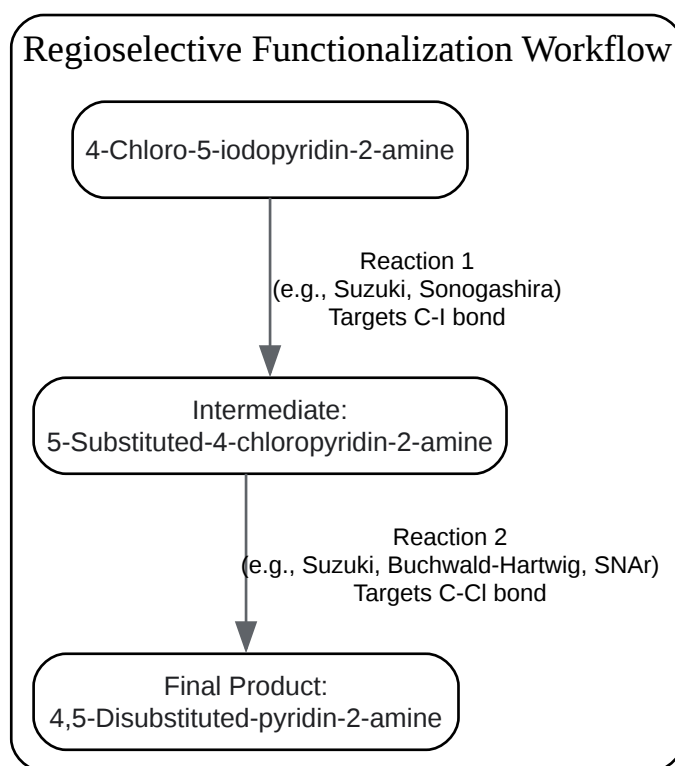 Regioselective Functionalization Workflow
4-Chloro-5-iodopyridin-2-amine
Reaction 1
(e.g., Suzuki, Sonogashira)
Targets C-I bond
Intermediate:
5-Substituted-4-chloropyridin-2-amine
Reaction 2
(e.g., Suzuki, Buchwald-Hartwig, SNAr)
Targets C-Cl bond
Final Product:
4,5-Disubstituted-pyridin-2-amine